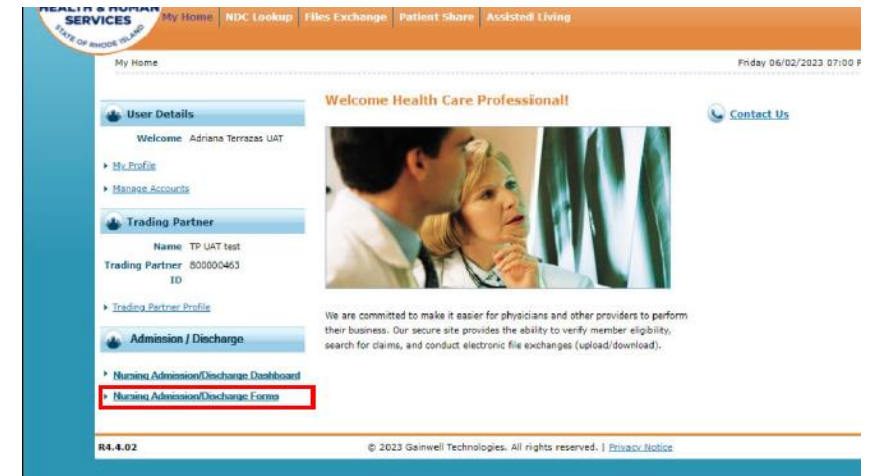 HEALTH & HUMAN
SERVICES
STATE OF RHODE ISLAND
My Home NDC Lookup Files Exchange Patient Share Assisted Living
My Home
Friday 06/02/2023 07:00 P
User Details
Welcome Adriana Terrazas UAT
My Profile
Manage Accounts
Trading Partner
Name TP UAT test
Trading Partner 800000463
ID
Trading Partner Profile
Admission / Discharge
Nursing Admission/Discharge Dashboard
Nursing Admission/Discharge Forms
Welcome Health Care Professional!
We are committed to make it easier for physicians and other providers to perform
their business. Our secure site provides the ability to verify member eligibility,
search for claims, and conduct electronic file exchanges (upload/download).
Contact Us
R4.4.02
© 2023 Gainwell Technologies. All rights reserved. | Privacy Notice